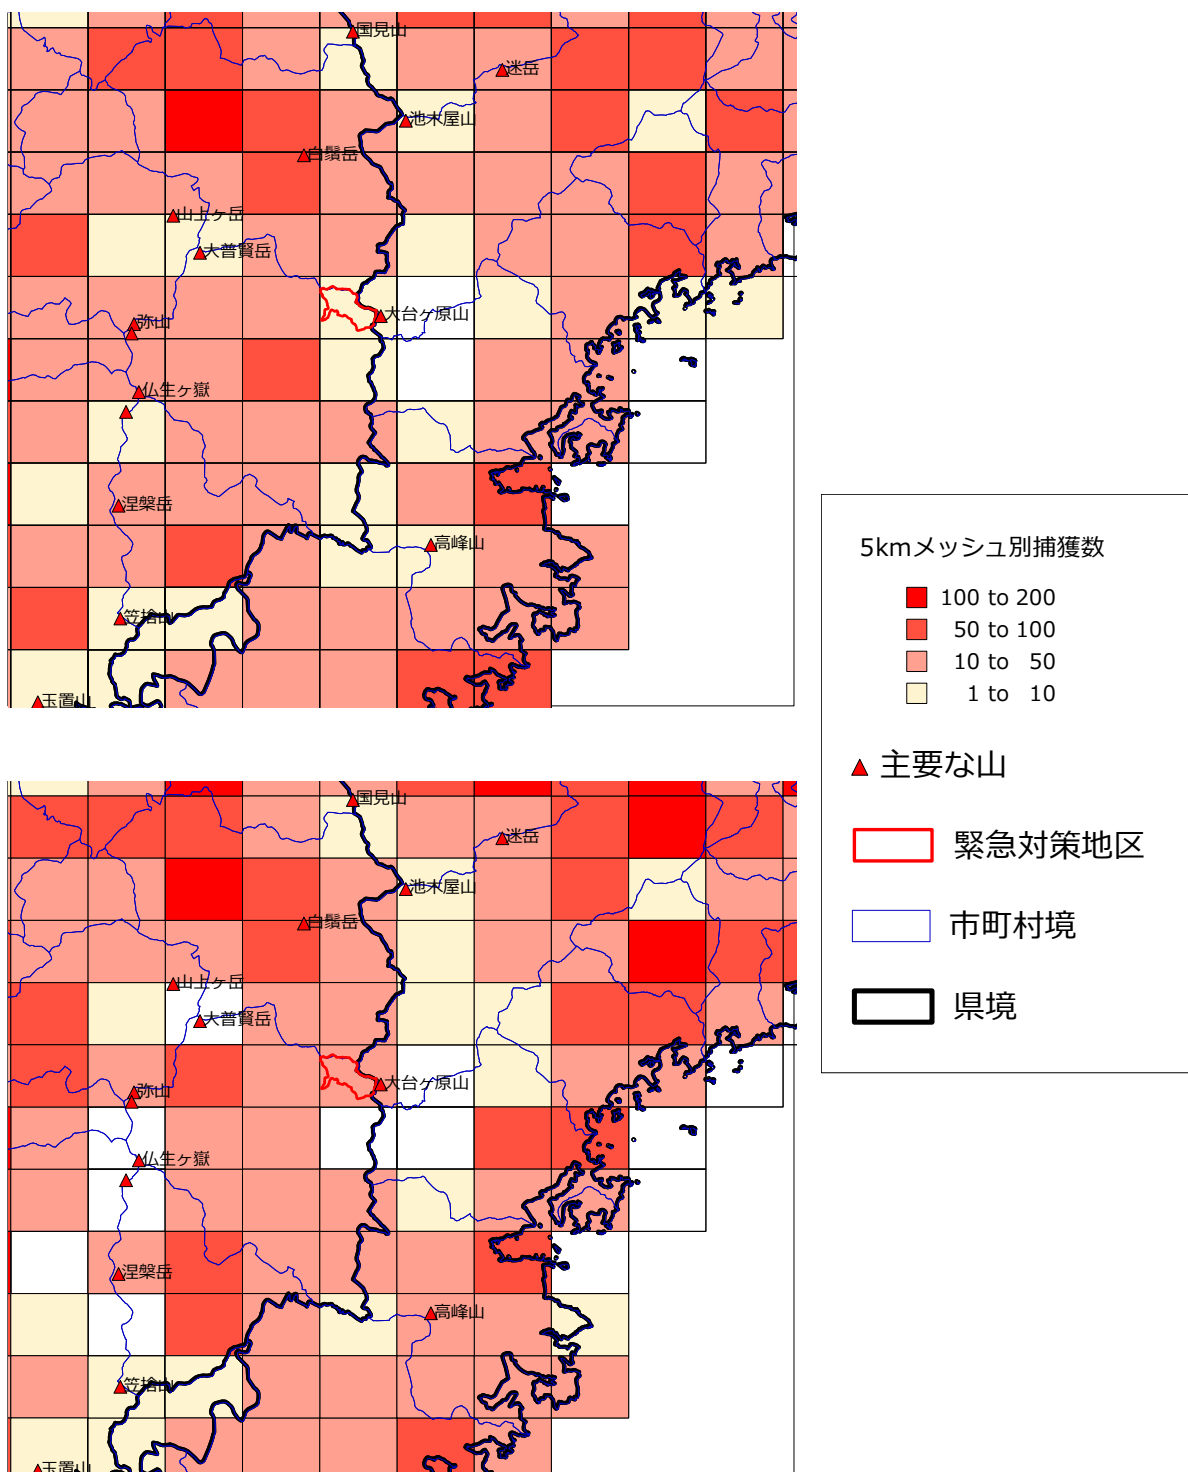 国見山
迷岳
池木屋山
白鬚岳
山上ヶ岳
大普賢岳
弥山
大台ヶ原山
仏生ヶ嶽
涅槃岳
高峰山
笠捨山
玉置山
5kmメッシュ別捕獲数
100 to 200
50 to 100
10 to 50
1 to 10
主要な山
緊急対策地区
市町村境
県境
国見山
迷岳
池木屋山
白鬚岳
山上ヶ岳
大普賢岳
弥山
大台ヶ原山
仏生ヶ嶽
涅槃岳
高峰山
笠捨山
玉置山